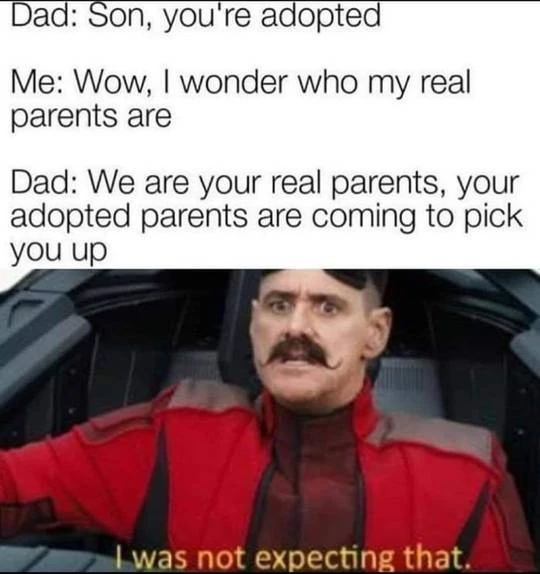 Dad: Son, you're adopted
Me: Wow, I wonder who my real
parents are
Dad: We are your real parents, your
adopted parents are coming to pick
you up
I was not expecting that.